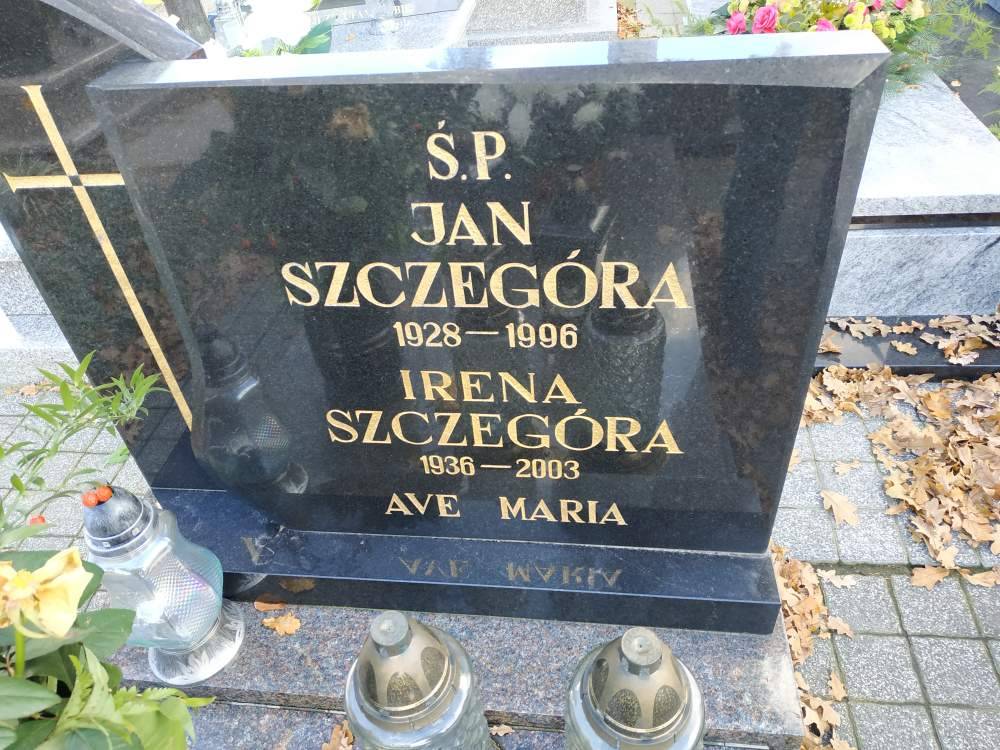 Ś.P.
JAN
SZCZEGÓRA
1928—1996
IRENA
SZCZEGÓRA
1936—2003
AVE MARIA